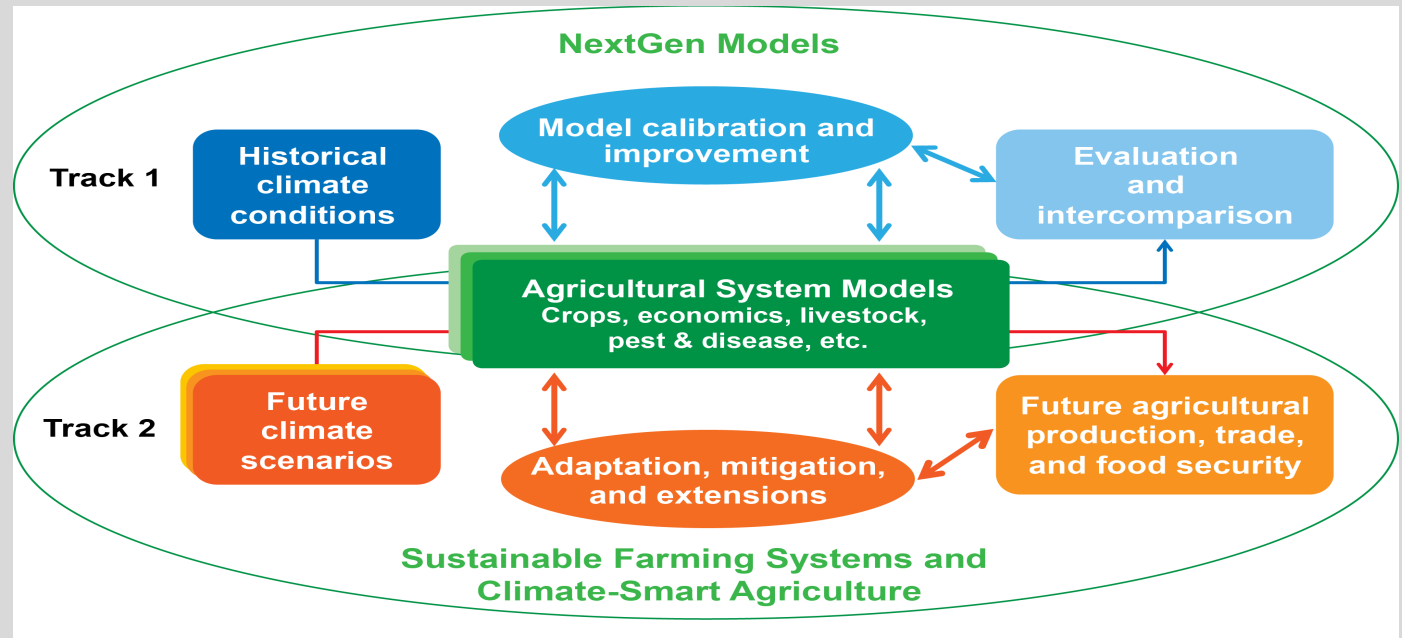 NextGen Models
Track 1
Historical
climate
conditions
Model calibration and
improvement
Evaluation
and
intercomparison
Agricultural System Models
Crops, economics, livestock,
pest & disease, etc.
Track 2
Future
climate
scenarios
Adaptation, mitigation,
and extensions
Future agricultural
production, trade,
and food security
Sustainable Farming Systems and
Climate-Smart Agriculture